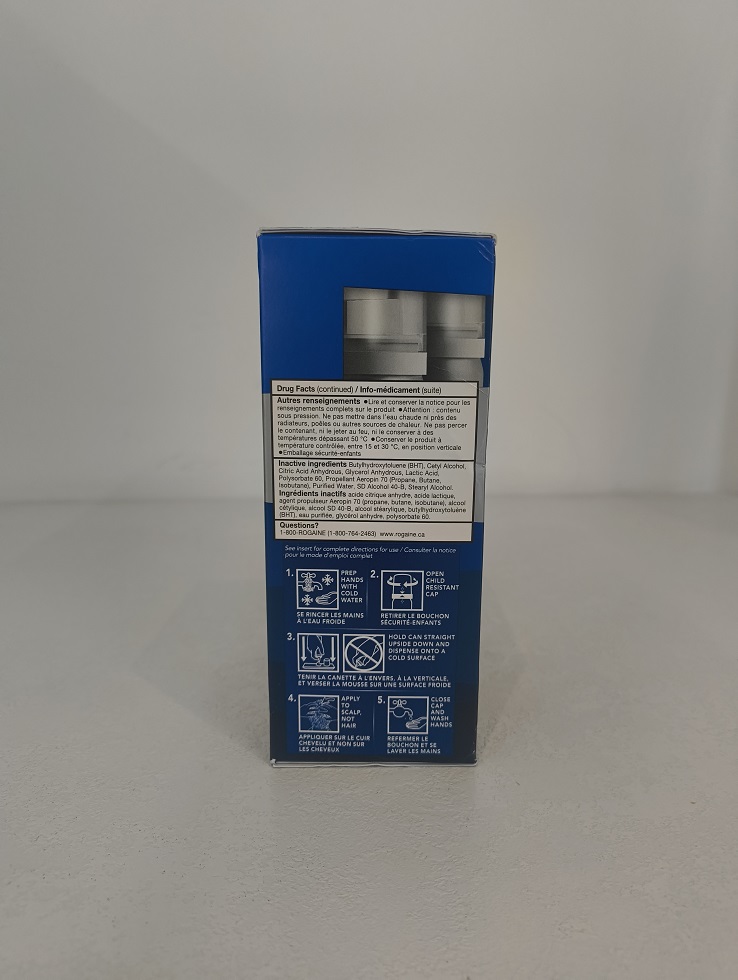 Drug Facts (continued) / Info-médicament (suite)
Autres renseignements ●Lire et conserver la notice pour les
renseignements complets sur le produit ●Attention : contenu
sous pression. Ne pas mettre dans l'eau chaude ni près des
radiateurs, poêles ou autres sources de chaleur. Ne pas percer
le contenant, ni le jeter au feu, ni le conserver à des
températures dépassant 50 °C ●Conserver le produit à
température contrôlée, entre 15 et 30 °C, en position verticale
●Emballage sécurité-enfants
Inactive ingredients Butylhydroxytoluene (BHT), Cetyl Alcohol,
Citric Acid Anhydrous, Glycerol Anhydrous, Lactic Acid,
Polysorbate 60, Propellant Aeropin 70 (Propane, Butane,
Isobutane), Purified Water, SD Alcohol 40-B, Stearyl Alcohol.
Ingrédients inactifs acide citrique anhydre, acide lactique,
agent propulseur Aeropin 70 (propane, butane, isobutane), alcool
cétylique, alcool SD 40-B, alcool stéarylique, butylhydroxytoluène
(BHT), eau purifiée, glycérol anhydre, polysorbate 60.
Questions?
1-800-ROGAINE (1-800-764-2463) www.rogaine.ca
See insert for complete directions for use / Consulter la notice
pour le mode d'emploi complet
1. PREP
HANDS
WITH
COLD
WATER
SE RINCER LES MAINS
À L'EAU FROIDE
2. OPEN
CHILD
RESISTANT
CAP
RETIRER LE BOUCHON
SÉCURITÉ-ENFANTS
3. HOLD CAN STRAIGHT
UPSIDE DOWN AND
DISPENSE ONTO A
COLD SURFACE
TENIR LA CANETTE À L'ENVERS, À LA VERTICALE,
ET VERSER LA MOUSSE SUR UNE SURFACE FROIDE
4. APPLY
TO
SCALP,
NOT
HAIR
APPLIQUER SUR LE CUIR
CHEVELU ET NON SUR
LES CHEVEUX
5. CLOSE
CAP
AND
WASH
HANDS
REFERMER LE
BOUCHON ET SE
LAVER LES MAINS